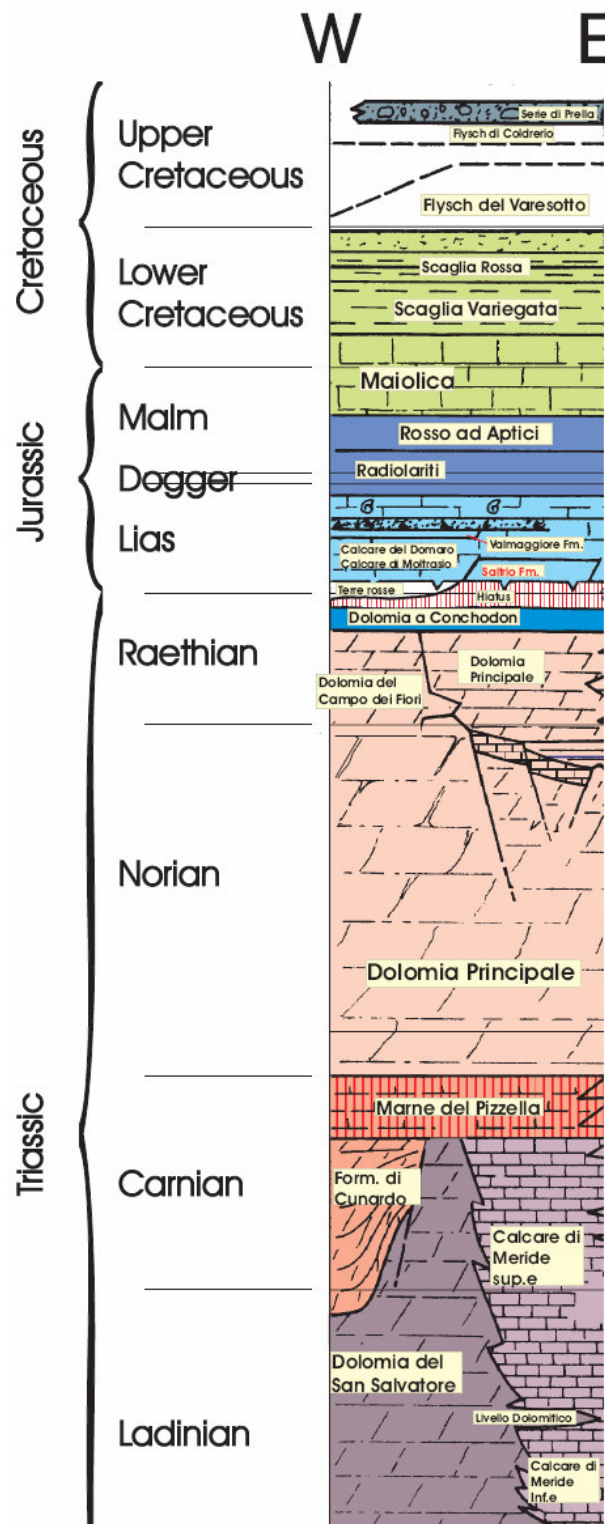 W E
Cretaceous
Jurassic
Triassic
Upper
Cretaceous
Lower
Cretaceous
Malm
Dogger
Lias
Raethian
Norian
Carnian
Ladinian
Serie di Prella
Flysch di Coldrerio
Flysch del Varesotto
Scaglia Rossa
Scaglia Variegata
Maiolica
Rosso ad Aptici
Radiolariti
Calcare del Domaro
Calcare di Moltrasio
Valmaggiore Fm.
Saltrio Fm.
Terre rosse
Hiatus
Dolomia a Conchodon
Dolomia del
Campo dei Fiori
Dolomia
Principale
Dolomia Principale
Marne del Pizzella
Form. di
Cunardo
Calcare di
Meride
sup.e
Dolomia del
San Salvatore
Livello Dolomitico
Calcare di
Meride
Inf.e